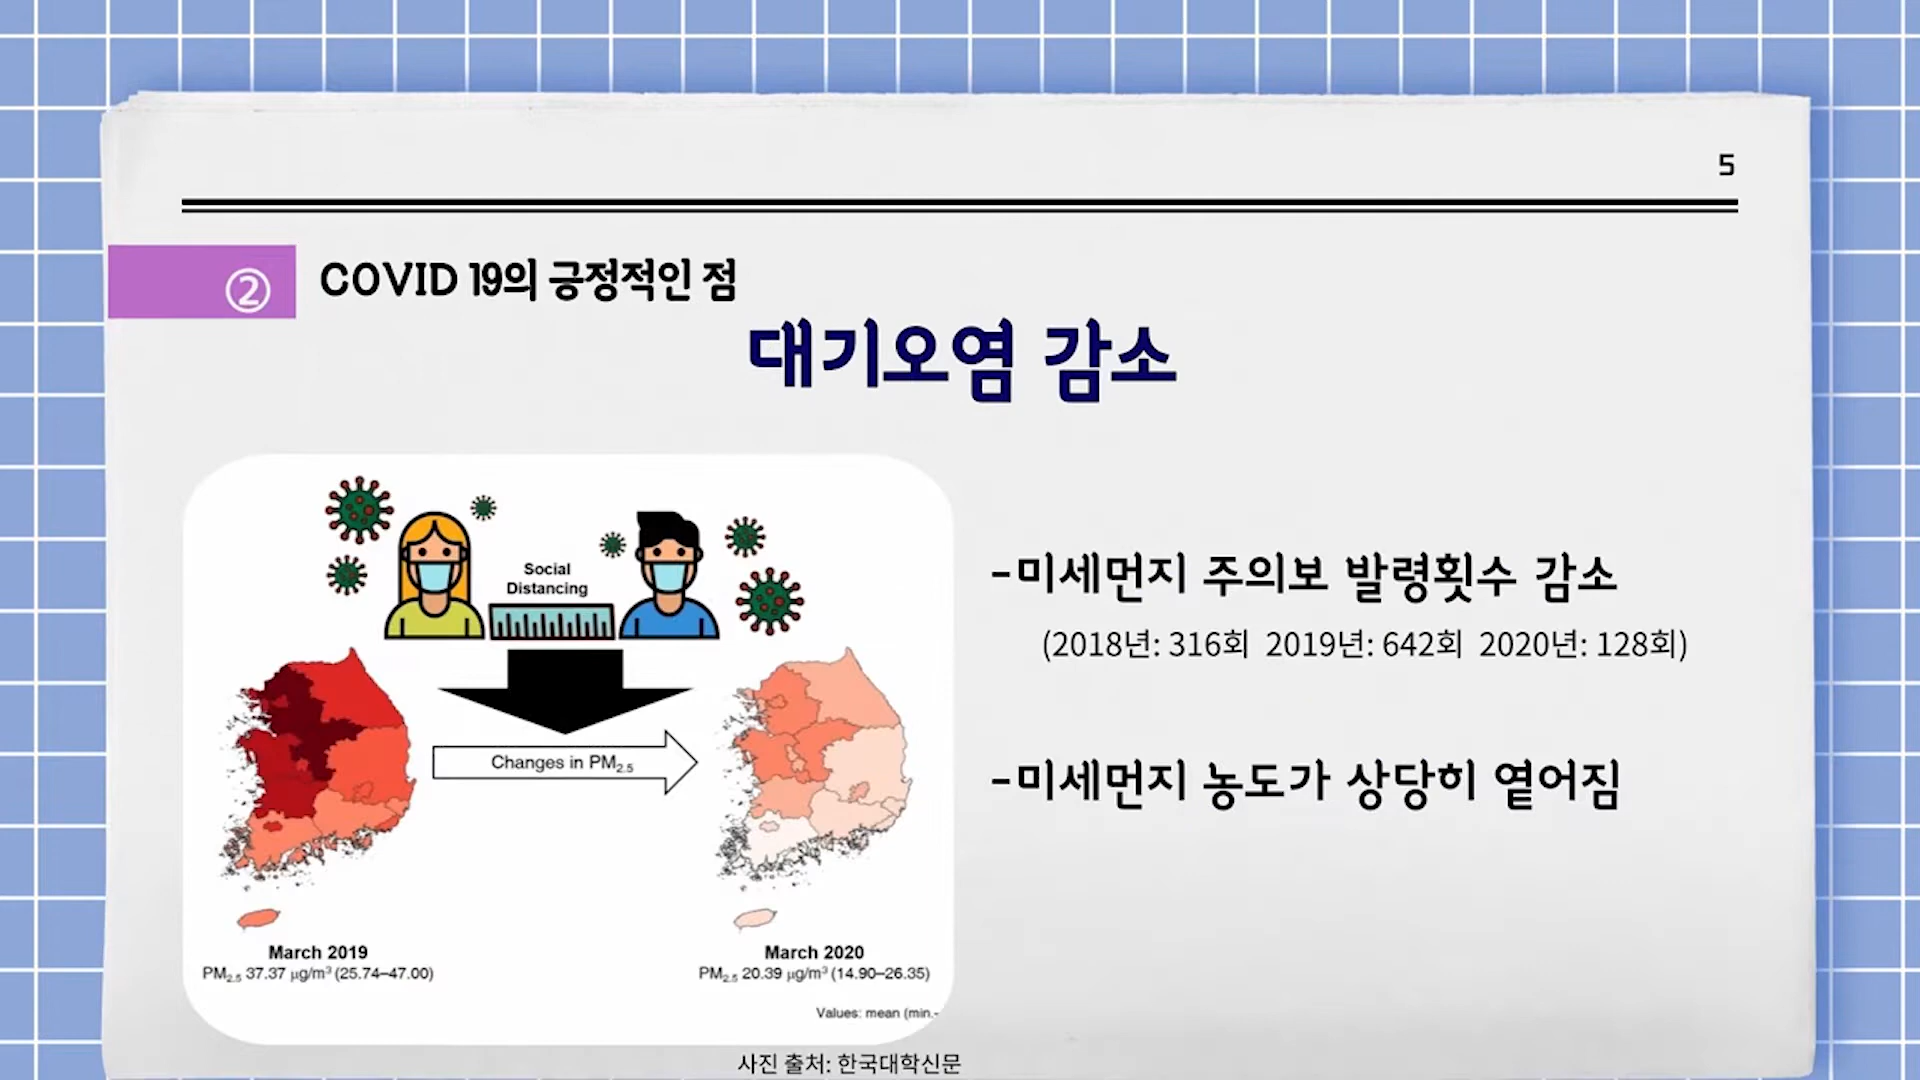 5
② COVID 19의 긍정적인 점
대기오염 감소
Social
Distancing
Changes in PM2.5
March 2019
PM2.5 37.37 μg/m³ (25.74–47.00)
March 2020
PM2.5 20.39 μg/m³ (14.90–26.35)
Values: mean (min.-
-미세먼지 주의보 발령횟수 감소
(2018년: 316회 2019년: 642회 2020년: 128회)
-미세먼지 농도가 상당히 옅어짐
사진 출처: 한국대학신문